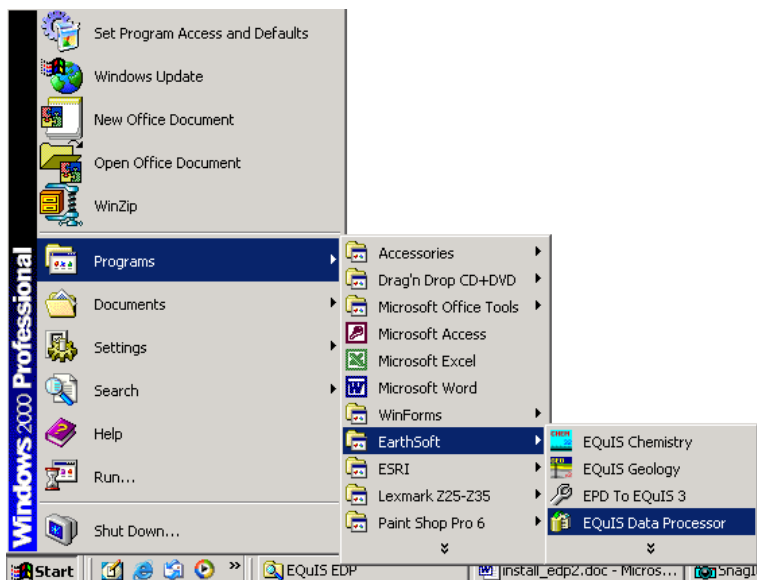 Set Program Access and Defaults
Windows Update
New Office Document
Open Office Document
WinZip
Programs
Documents
Settings
Search
Help
Run...
Shut Down...
Windows 2000 Professional
Accessories
Drag'n Drop CD+DVD
Microsoft Office Tools
Microsoft Access
Microsoft Excel
Microsoft Word
WinForms
EarthSoft
ESRI
Lexmark Z25-Z35
Paint Shop Pro 6
EQuIS Chemistry
EQuIS Geology
EPD To EQuIS 3
EQuIS Data Processor
Start
EQuIS EDP
install_edp2.doc - Micros...
SnagI